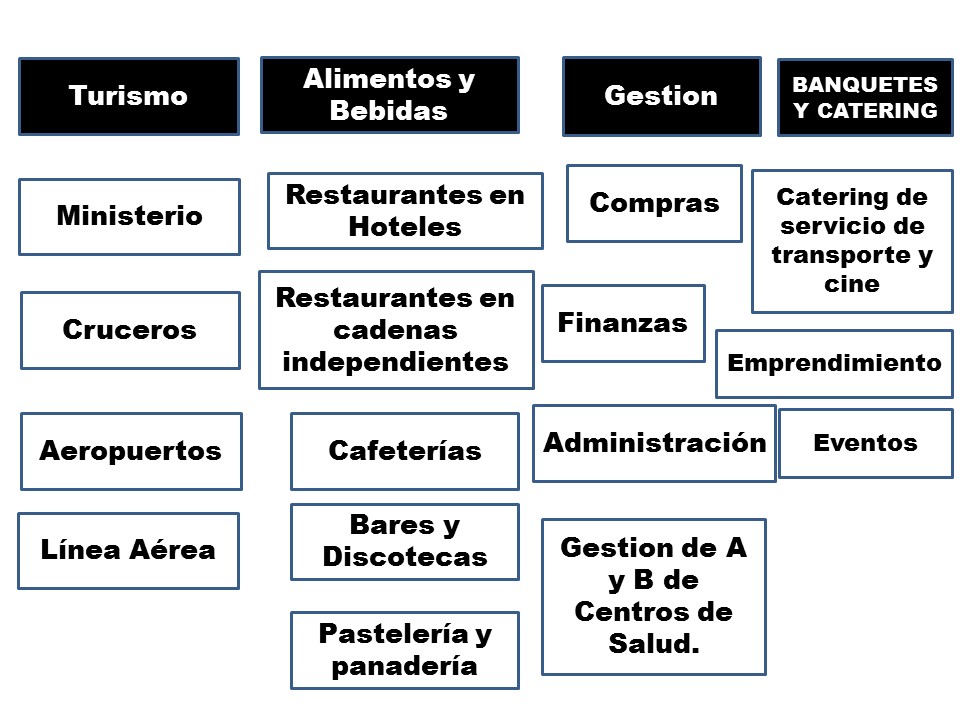 Turismo
Ministerio
Cruceros
Aeropuertos
Línea Aérea
Alimentos y
Bebidas
Restaurantes en
Hoteles
Restaurantes en
cadenas
independientes
Cafeterías
Bares y
Discotecas
Pastelería y
panadería
Gestion
Compras
Finanzas
Administración
Gestion de A
y B de
Centros de
Salud.
BANQUETES
Y CATERING
Catering de
servicio de
transporte y
cine
Emprendimiento
Eventos